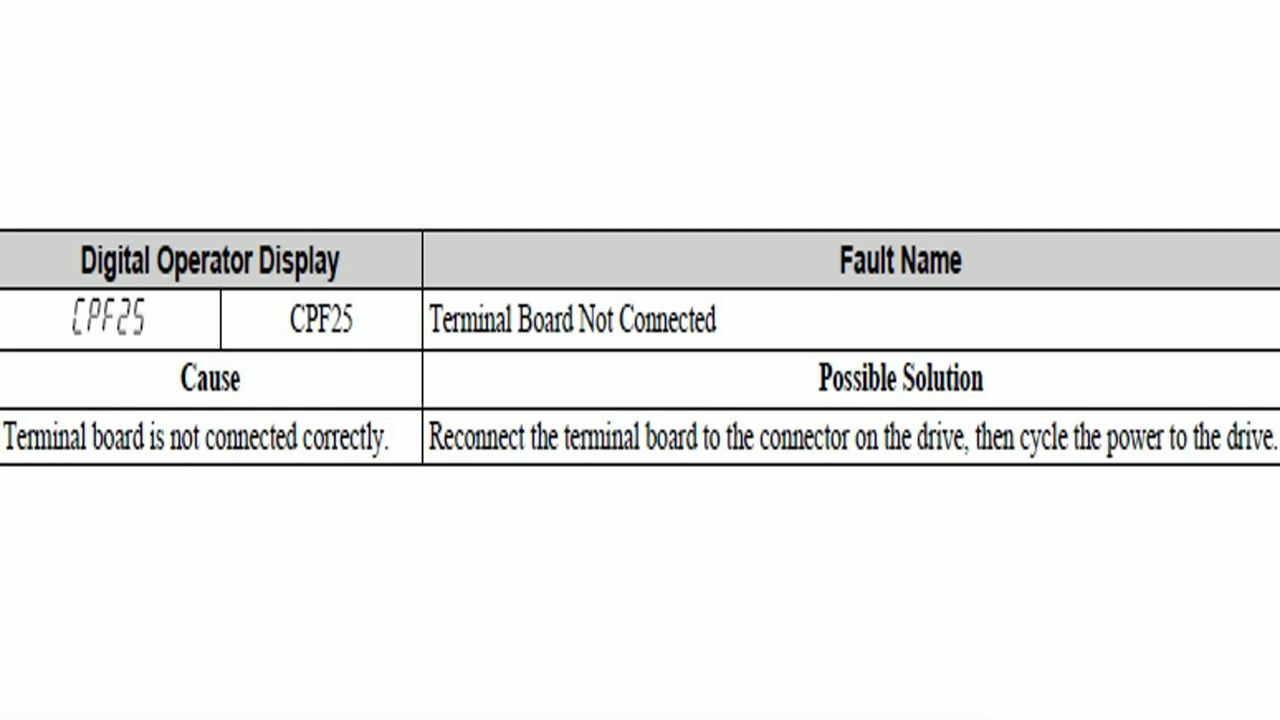 Digital Operator Display Fault Name
CPF25 CPF25 Terminal Board Not Connected
Cause Possible Solution
Terminal board is not connected correctly. Reconnect the terminal board to the connector on the drive, then cycle the power to the drive.